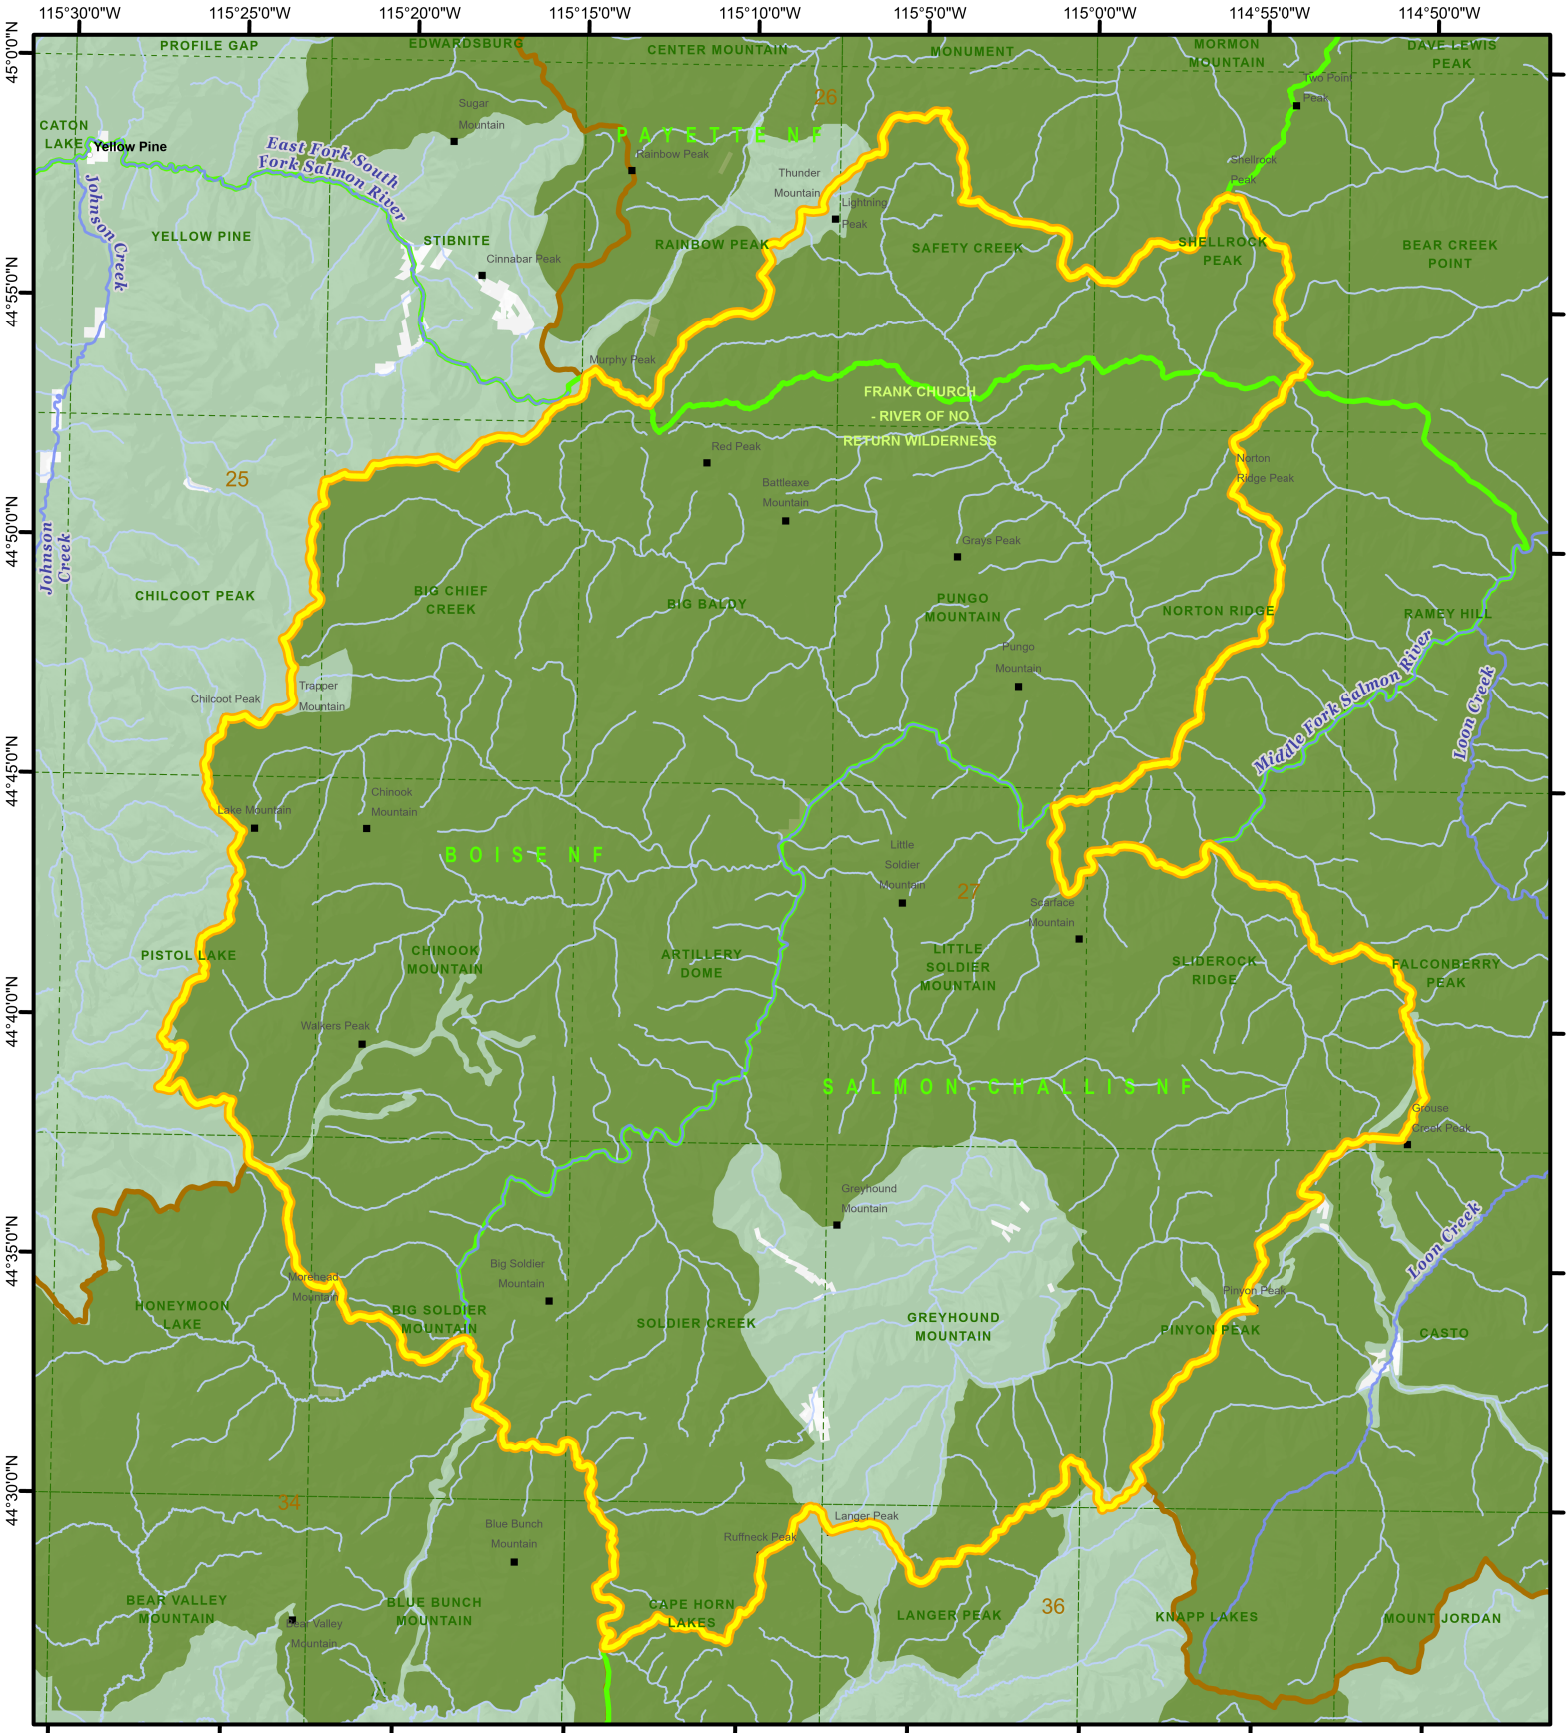 115°30'0"W
115°25'0"W
115°20'0"W
115°15'0"W
115°10'0"W
115°5'0"W
115°0'0"W
114°55'0"W
114°50'0"W
45°0'0"N
44°55'0"N
44°50'0"N
44°45'0"N
44°40'0"N
44°35'0"N
44°30'0"N
PROFILE GAP
EDWARDSBURG
CENTER MOUNTAIN
MONUMENT
MORMON
MOUNTAIN
DAVE LEWIS
PEAK
Two Point
Peak
26
Sugar
Mountain
CATON
LAKE
Yellow Pine
PAYETTE NF
East Fork South
Fork Salmon River
Rainbow Peak
Thunder
Mountain
Shellrock
Peak
Johnson Creek
Lightning
Peak
YELLOW PINE
STIBNITE
RAINBOW PEAK
SAFETY CREEK
SHELLROCK
PEAK
BEAR CREEK
POINT
Cinnabar Peak
Murphy Peak
FRANK CHURCH
- RIVER OF NO
RETURN WILDERNESS
Red Peak
Norton
Ridge Peak
25
Battleaxe
Mountain
Johnson
Creek
Grays Peak
CHILCOOT PEAK
BIG CHIEF
CREEK
BIG BALDY
PUNGO
MOUNTAIN
NORTON RIDGE
RAMEY HILL
Pungo
Mountain
Middle Fork Salmon River
Loon Creek
Chilcoot Peak
Trapper
Mountain
Lake Mountain
Chinook
Mountain
BOISE NF
Little
Soldier
Mountain
27
Scarface
Mountain
PISTOL LAKE
CHINOOK
MOUNTAIN
ARTILLERY
DOME
LITTLE
SOLDIER
MOUNTAIN
SLIDEROCK
RIDGE
FALCONBERRY
PEAK
Walkers Peak
SALMON-CHALLIS NF
Grouse
Creek Peak
Greyhound
Mountain
Loon Creek
Big Soldier
Mountain
Morehead
Mountain
Pinyon Peak
HONEYMOON
LAKE
BIG SOLDIER
MOUNTAIN
SOLDIER CREEK
GREYHOUND
MOUNTAIN
PINYON PEAK
CASTO
34
Blue Bunch
Mountain
Ruffneck Peak
Langer Peak
36
BEAR VALLEY
MOUNTAIN
Bear Valley
Mountain
BLUE BUNCH
MOUNTAIN
CAPE HORN
LAKES
LANGER PEAK
KNAPP LAKES
MOUNT JORDAN